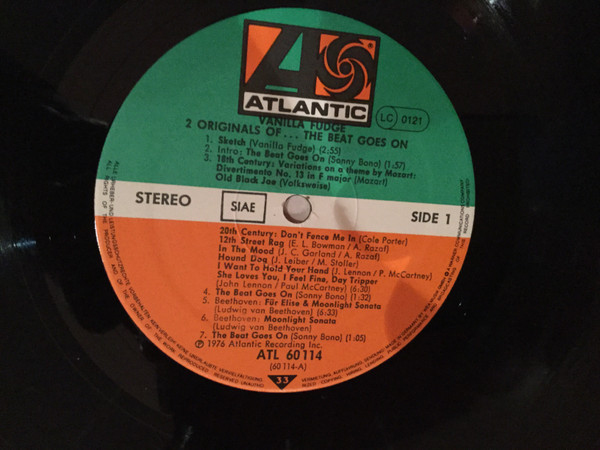 ATLANTIC
LC 0121
VANILLA FUDGE
2 ORIGINALS OF... THE BEAT GOES ON
1. Sketch (Vanilla Fudge) (2:55)
2. Intro: The Beat Goes On (Sonny Bono) (1:57)
3. 18th Century: Variations on a theme by Mozart:
Divertimento No. 13 in F major (Mozart)
Old Black Joe (Volksweise)
STEREO
SIAE
SIDE 1
20th Century: Don't Fence Me In (Cole Porter)
12th Street Rag (E. L. Bowman / A. Razaf)
In The Mood (J. C. Garland / A. Razaf)
Hound Dog (J. Leiber / M. Stoller)
I Want To Hold Your Hand (J. Lennon / P. McCartney)
She Loves You, I Feel Fine, Day Tripper
(John Lennon / Paul McCartney) (6:30)
4. The Beat Goes On (Sonny Bono) (1:32)
5. Beethoven: Für Elise & Moonlight Sonata
(Ludwig van Beethoven) (6:33)
6. Beethoven: Moonlight Sonata
(Ludwig van Beethoven)
7. The Beat Goes On (Sonny Bono) (1:05)
℗ 1976 Atlantic Recording Inc.
ATL 60 114
(60 114-A)
33